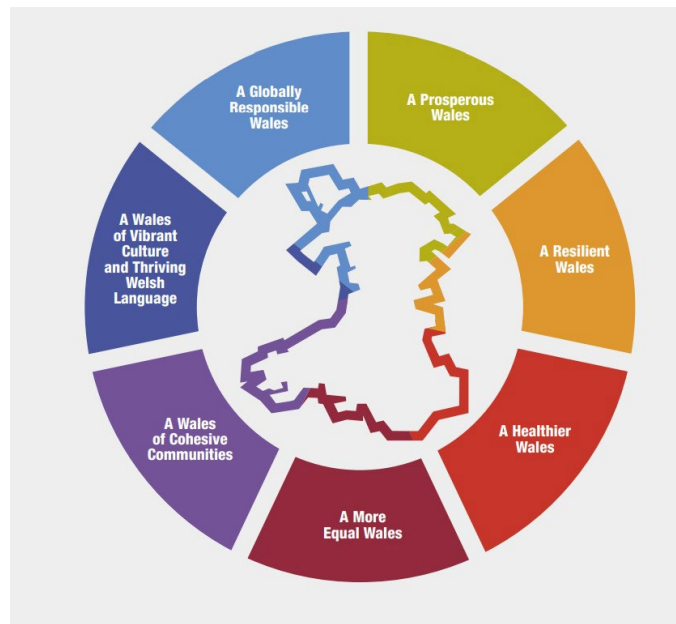 A Globally
Responsible
Wales
A Prosperous
Wales
A Resilient
Wales
A Healthier
Wales
A More
Equal Wales
A Wales
of Cohesive
Communities
A Wales
of Vibrant
Culture
and Thriving
Welsh
Language